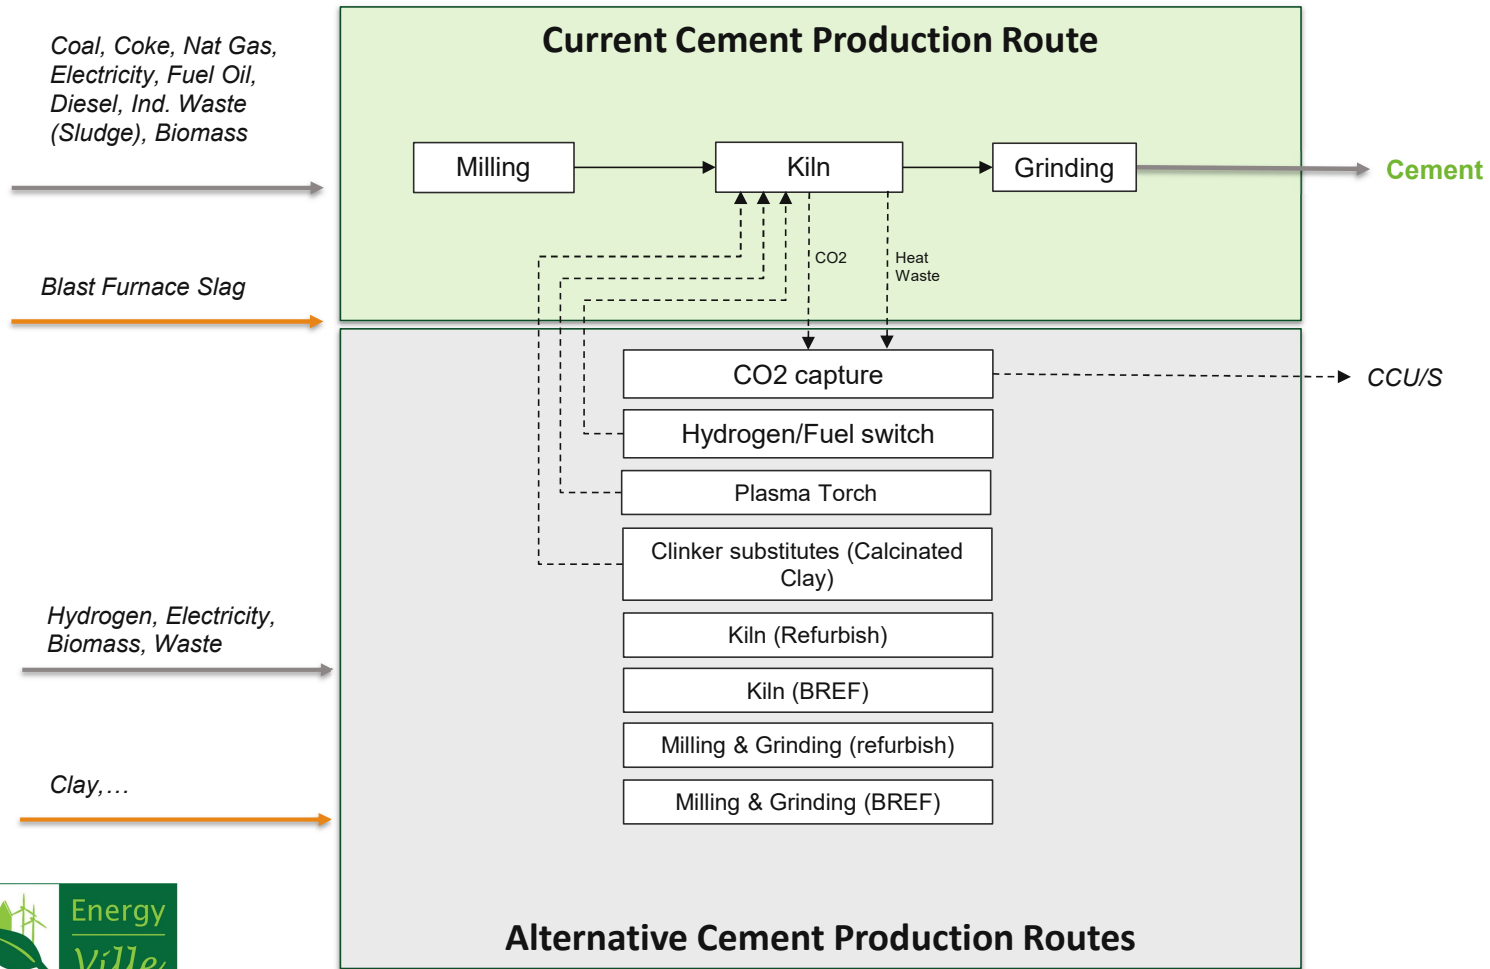 Current Cement Production Route
Coal, Coke, Nat Gas,
Electricity, Fuel Oil,
Diesel, Ind. Waste
(Sludge), Biomass
Milling
Kiln
Grinding
Cement
CO2
Heat
Waste
Blast Furnace Slag
CO2 capture
CCU/S
Hydrogen/Fuel switch
Plasma Torch
Clinker substitutes (Calcinated
Clay)
Hydrogen, Electricity,
Biomass, Waste
Kiln (Refurbish)
Kiln (BREF)
Milling & Grinding (refurbish)
Clay,...
Milling & Grinding (BREF)
Energy
Ville
Alternative Cement Production Routes